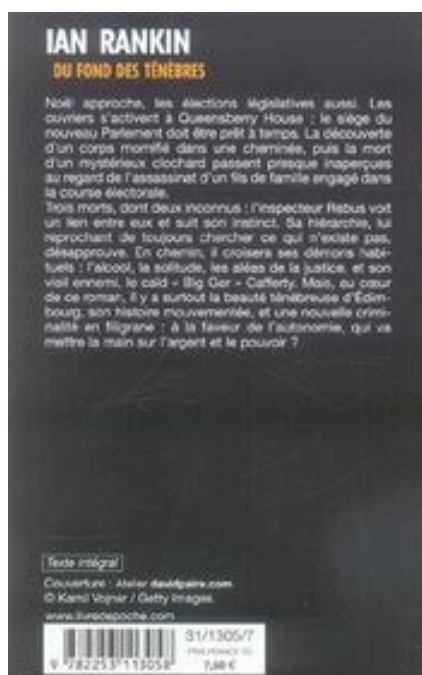 IAN RANKIN
DU FOND DES TÉNÈBRES
Noël approche, les élections législatives aussi. Les
ouvriers s'activent à Queensberry House : le siège du
nouveau Parlement doit être prêt à temps. La découverte
d'un corps momifié dans une cheminée, puis la mort
d'un mystérieux clochard passent presque inaperçues
au regard de l'assassinat d'un fils de famille engagé dans
la course électorale.
Trois morts, dont deux inconnus : l'inspecteur Rebus voit
un lien entre eux et suit son instinct. Sa hiérarchie, lui
reprochant de toujours chercher ce qui n'existe pas,
désapprouve. En chemin, il croisera ses démons habi-
tuels : l'alcool, la solitude, les aléas de la justice, et son
vieil ennemi, le caïd « Big Ger » Cafferty. Mais, au cœur
de ce roman, il y a surtout la beauté ténébreuse d'Édim-
bourg, son histoire mouvementée, et une nouvelle crimi-
nalité en filigrane : à la faveur de l'autonomie, qui va
mettre la main sur l'argent et le pouvoir ?
Texte intégral
Couverture : Atelier davidpaire.com
© Kamil Vojnar / Getty Images.
www.livredepoche.com
31/1305/7
PRIX FRANCE TC
9 782253 113058